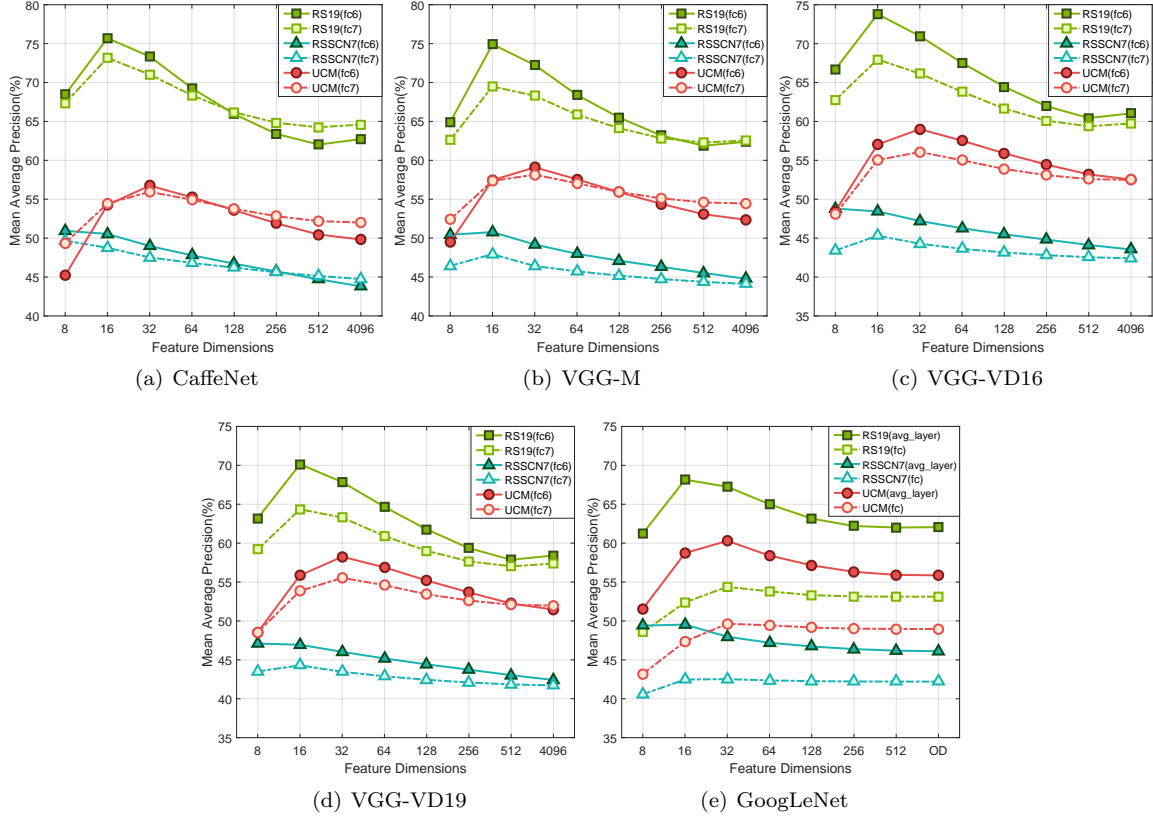 80
75
70
65
60
55
50
45
40
Mean Average Precision(%)
8 16 32 64 128 256 512 4096
Feature Dimensions
RS19(fc6)
RS19(fc7)
RSSCN7(fc6)
RSSCN7(fc7)
UCM(fc6)
UCM(fc7)
(a) CaffeNet
80
75
70
65
60
55
50
45
40
Mean Average Precision(%)
8 16 32 64 128 256 512 4096
Feature Dimensions
RS19(fc6)
RS19(fc7)
RSSCN7(fc6)
RSSCN7(fc7)
UCM(fc6)
UCM(fc7)
(b) VGG-M
75
70
65
60
55
50
45
40
35
Mean Average Precision(%)
8 16 32 64 128 256 512 4096
Feature Dimensions
RS19(fc6)
RS19(fc7)
RSSCN7(fc6)
RSSCN7(fc7)
UCM(fc6)
UCM(fc7)
(c) VGG-VD16
75
70
65
60
55
50
45
40
35
Mean Average Precision(%)
8 16 32 64 128 256 512 4096
Feature Dimensions
RS19(fc6)
RS19(fc7)
RSSCN7(fc6)
RSSCN7(fc7)
UCM(fc6)
UCM(fc7)
(d) VGG-VD19
75
70
65
60
55
50
45
40
35
Mean Average Precision(%)
8 16 32 64 128 256 512 OD
Feature Dimensions
RS19(avg_layer)
RS19(fc)
RSSCN7(avg_layer)
RSSCN7(fc)
UCM(avg_layer)
UCM(fc)
(e) GoogLeNet